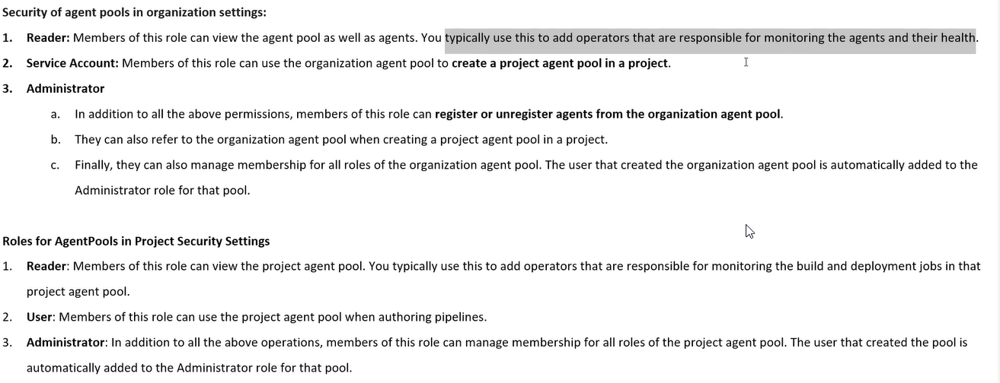 Security of agent pools in organization settings:
1. Reader: Members of this role can view the agent pool as well as agents. You typically use this to add operators that are responsible for monitoring the agents and their health.
2. Service Account: Members of this role can use the organization agent pool to create a project agent pool in a project.
3. Administrator
a. In addition to all the above permissions, members of this role can register or unregister agents from the organization agent pool.
b. They can also refer to the organization agent pool when creating a project agent pool in a project.
c. Finally, they can also manage membership for all roles of the organization agent pool. The user that created the organization agent pool is automatically added to the
Administrator role for that pool.
Roles for AgentPools in Project Security Settings
1. Reader: Members of this role can view the project agent pool. You typically use this to add operators that are responsible for monitoring the build and deployment jobs in that
project agent pool.
2. User: Members of this role can use the project agent pool when authoring pipelines.
3. Administrator: In addition to all the above operations, members of this role can manage membership for all roles of the project agent pool. The user that created the pool is
automatically added to the Administrator role for that pool.